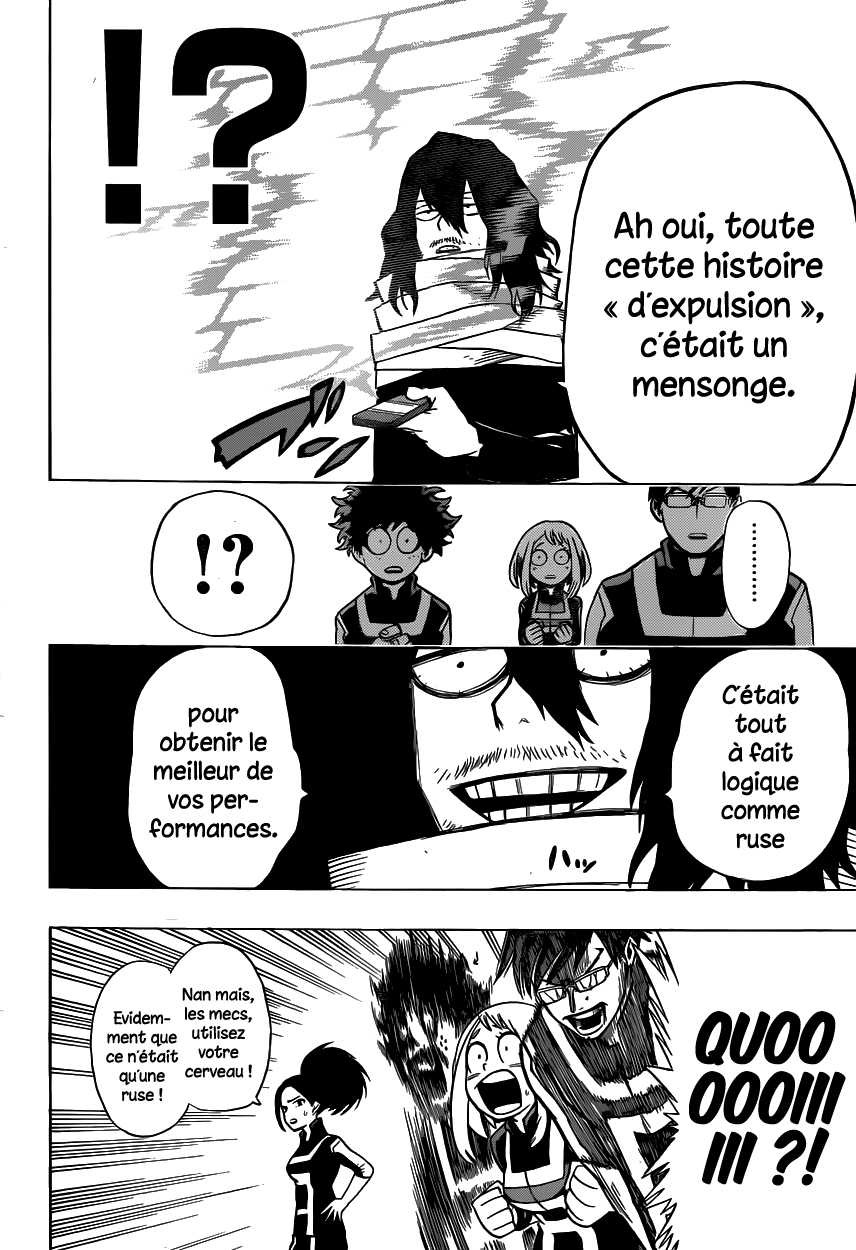 Ah oui, toute
cette histoire
« d'expulsion »,
c'était un
mensonge.
!?
..........
!?
C'était
tout
à fait
logique
comme
ruse
pour
obtenir le
meilleur de
vos per-
formances.
ハッ
QUOO
OOOIII
III ?!
Nan mais,
les mecs,
utilisez
votre
cerveau !
Evidem-
ment que
ce n'était
qu'une
ruse !